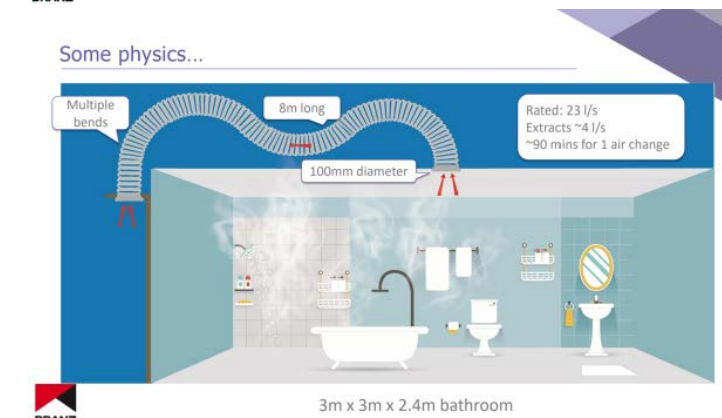 Some physics...
Multiple
bends
8m long
100mm diameter
Rated: 23 l/s
Extracts ~4 l/s
~90 mins for 1 air change
3m x 3m x 2.4m bathroom